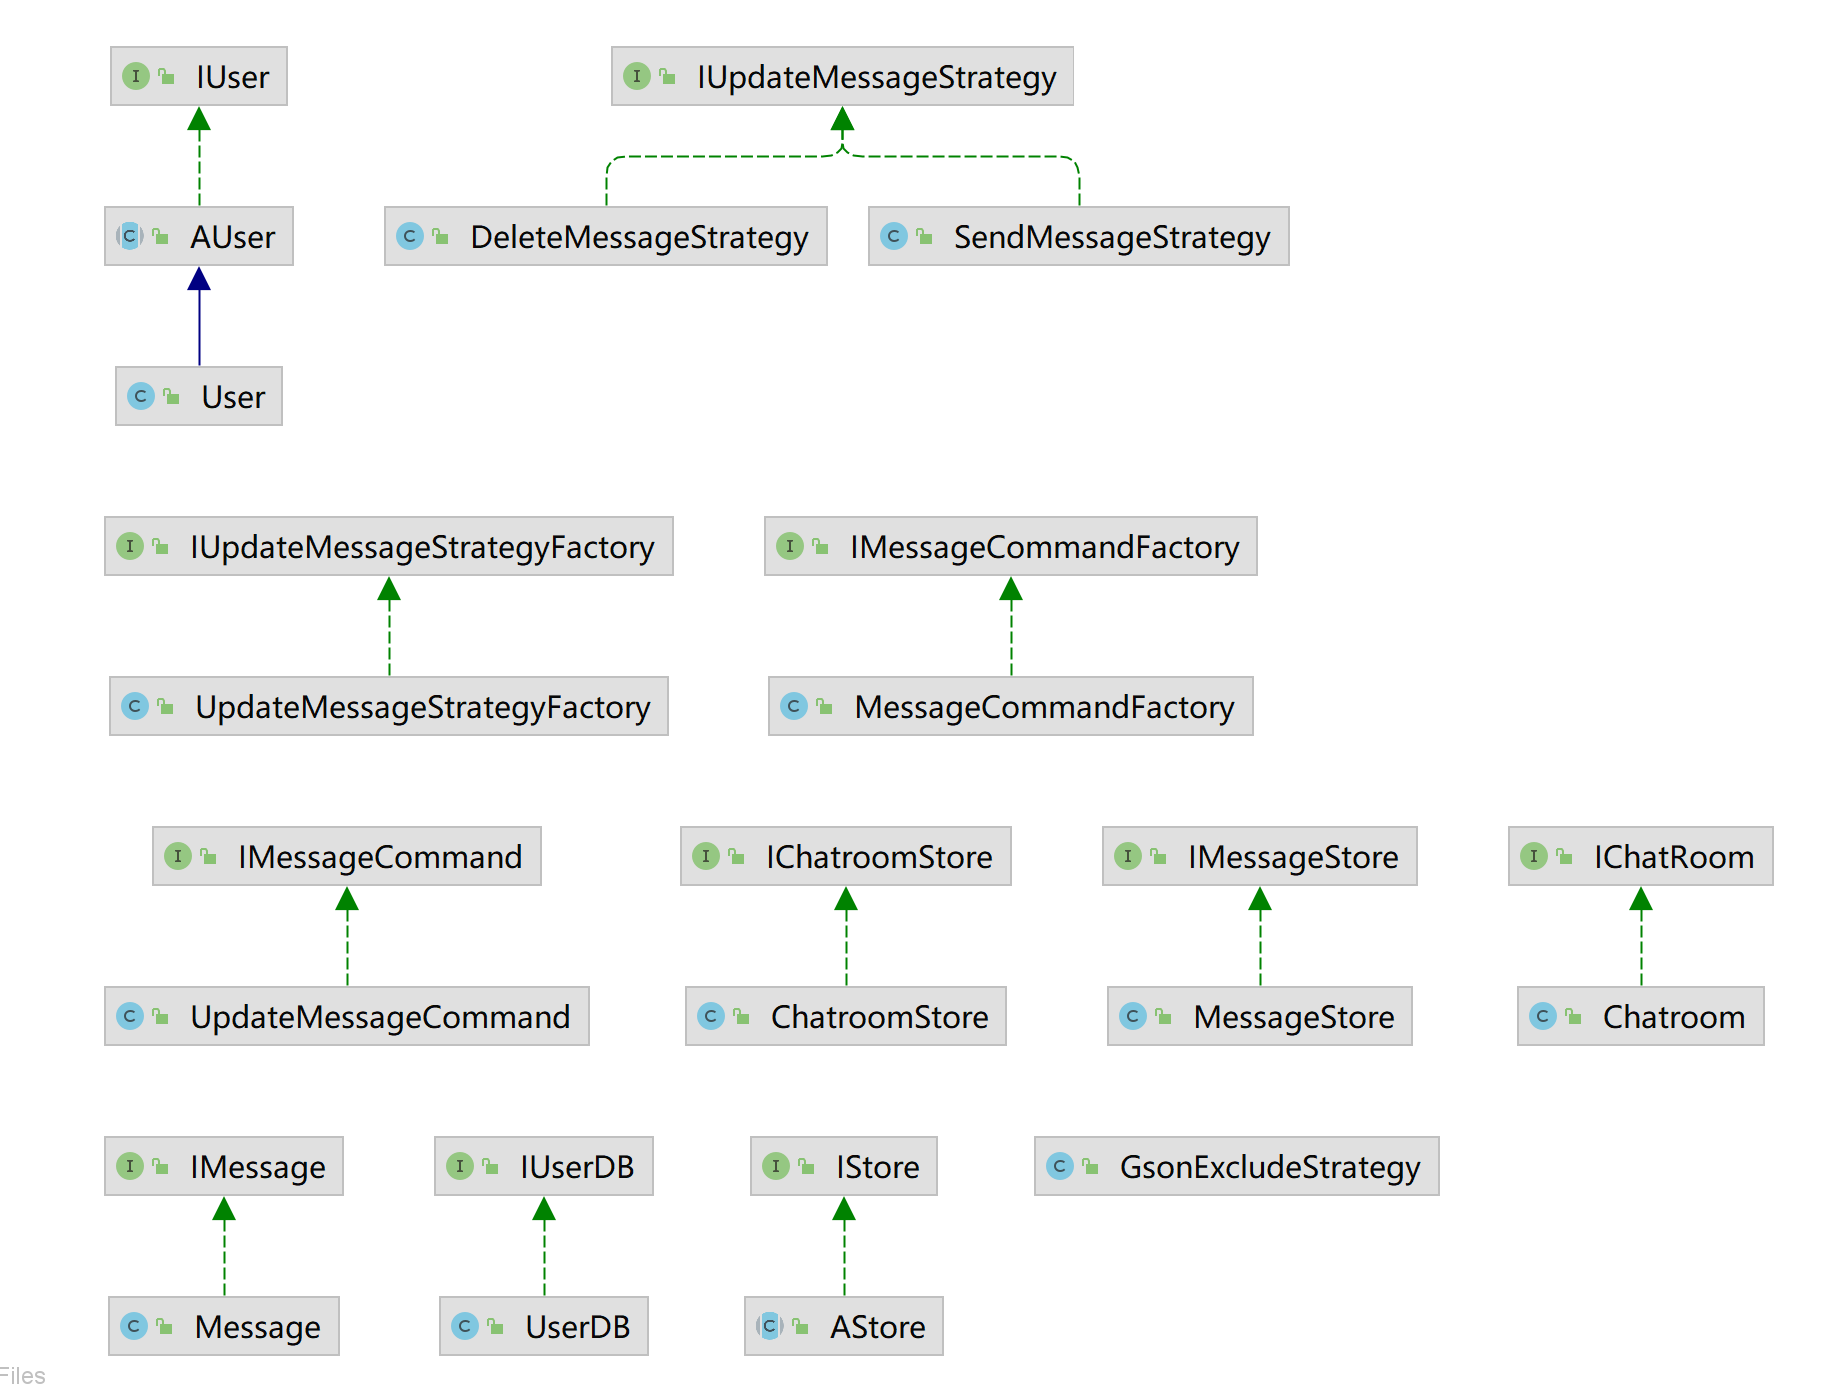 IUser
IUpdateMessageStrategy
AUser
DeleteMessageStrategy
SendMessageStrategy
User
IUpdateMessageStrategyFactory
IMessageCommandFactory
UpdateMessageStrategyFactory
MessageCommandFactory
IMessageCommand
IChatroomStore
IMessageStore
IChatRoom
UpdateMessageCommand
ChatroomStore
MessageStore
Chatroom
IMessage
IUserDB
IStore
GsonExcludeStrategy
Message
UserDB
AStore
Files